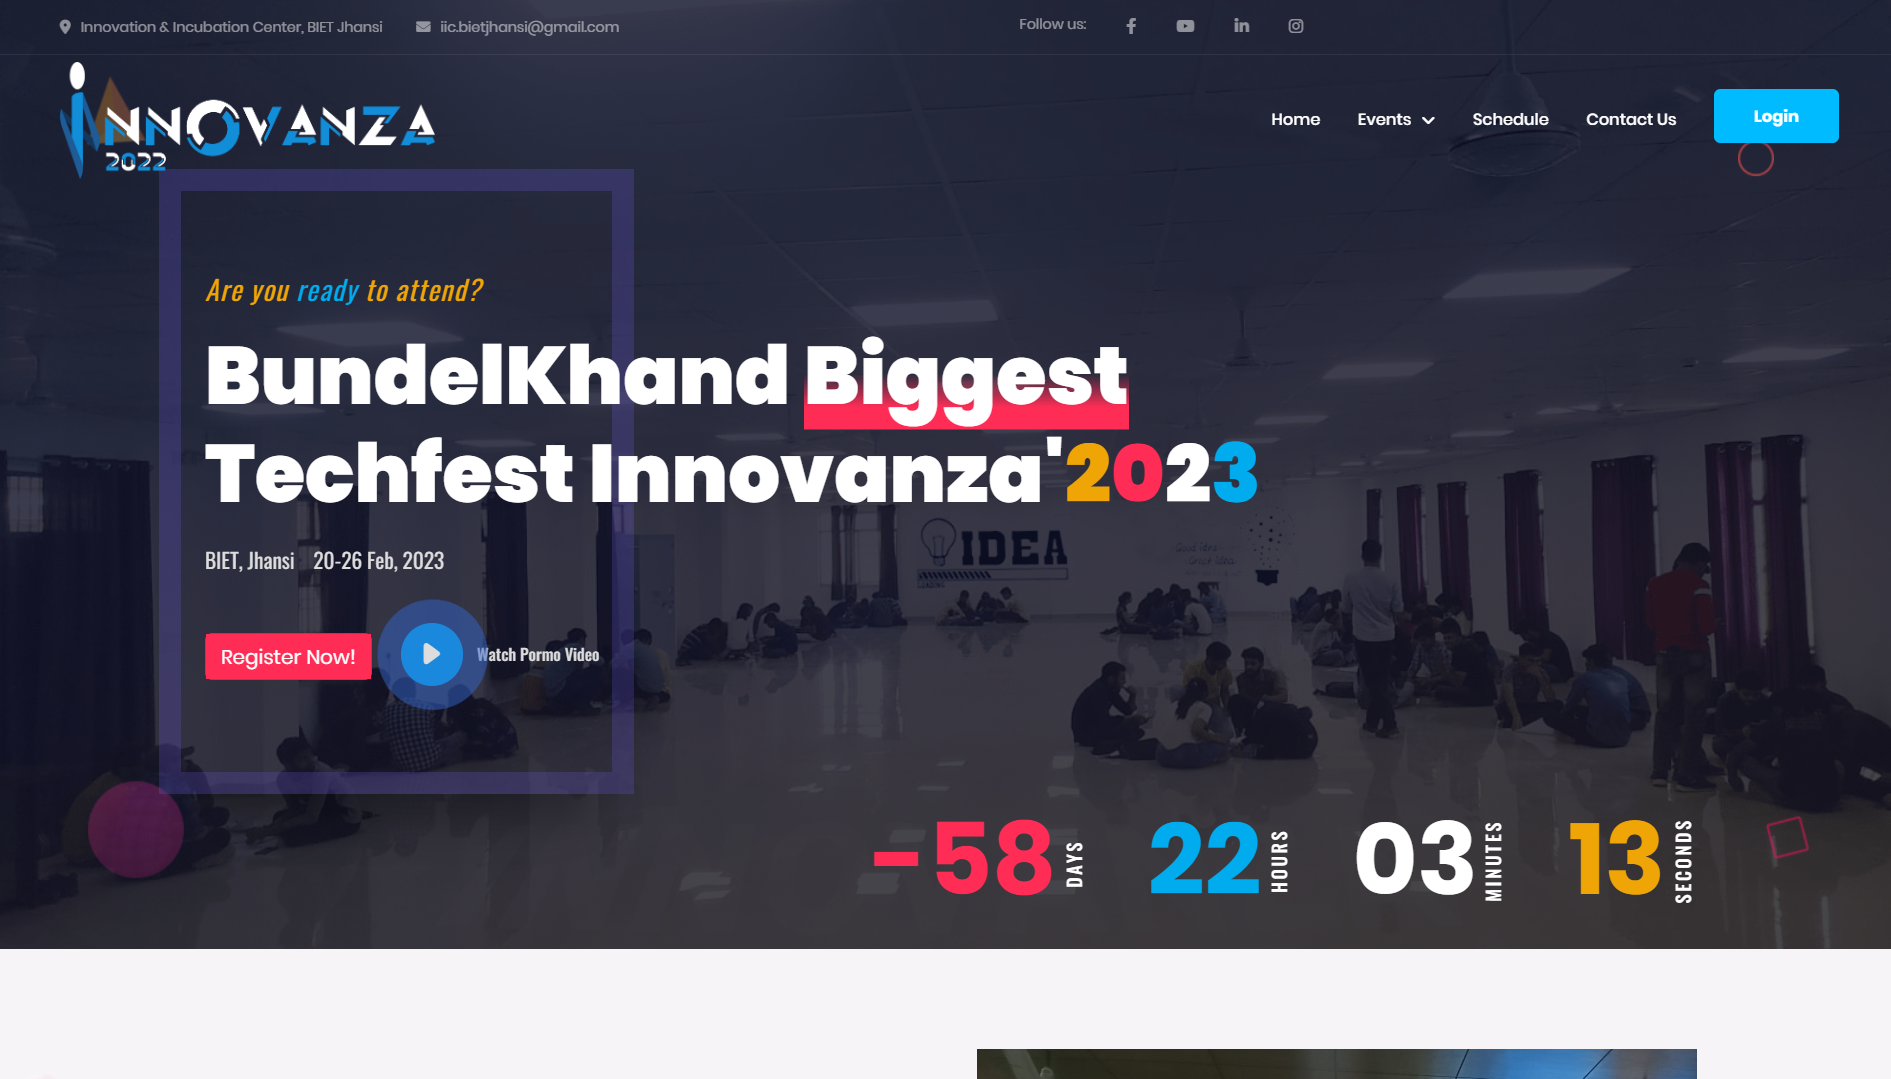 Innovation & Incubation Center, BIET Jhansi
iic.bietjhansi@gmail.com
Follow us:
INNOVANZA
2022
Home
Events
Schedule
Contact Us
Login
Are you ready to attend?
BundelKhand Biggest
Techfest Innovanza'2023
IDEA
BIET, Jhansi
20-26 Feb, 2023
Register Now!
Watch Pormo Video
-58 DAYS
22 HOURS
03 MINUTES
13 SECONDS